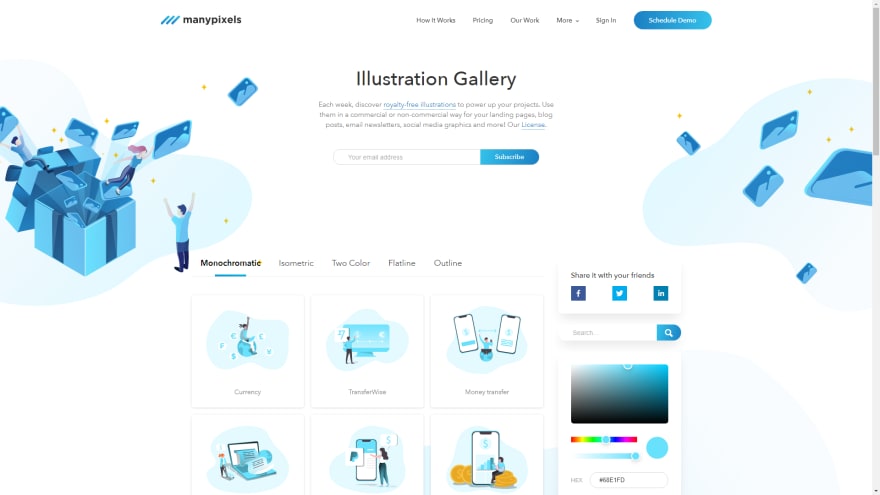 manypixels
How It Works
Pricing
Our Work
More
Sign In
Schedule Demo
Illustration Gallery
Each week, discover royalty-free illustrations to power up your projects. Use
them in a commercial or non-commercial way for your landing pages, blog
posts, email newsletters, social media graphics and more! Our License.
Your email address
Subscribe
Monochromatic
Isometric
Two Color
Flatline
Outline
Share it with your friends
Search...
Currency
TransferWise
Money transfer
HEX
#68E1FD